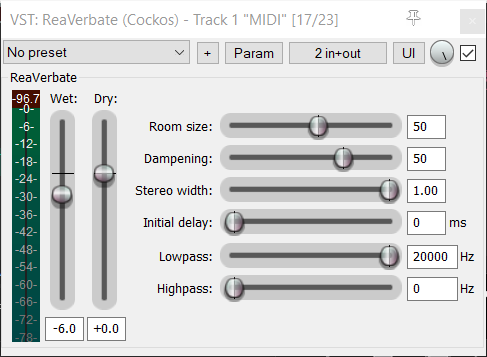 VST: ReaVerbate (Cockos) - Track 1 "MIDI" [17/23]
No preset + Param 2 in+out UI
ReaVerbate
-96.7 Wet: Dry:
-0-
-6-
-12-
-18-
-24-
-30-
-36-
-42-
-48-
-54-
-60-
-66-
-72-
-78-
-6.0 +0.0
Room size: 50
Dampening: 50
Stereo width: 1.00
Initial delay: 0 ms
Lowpass: 20000 Hz
Highpass: 0 Hz